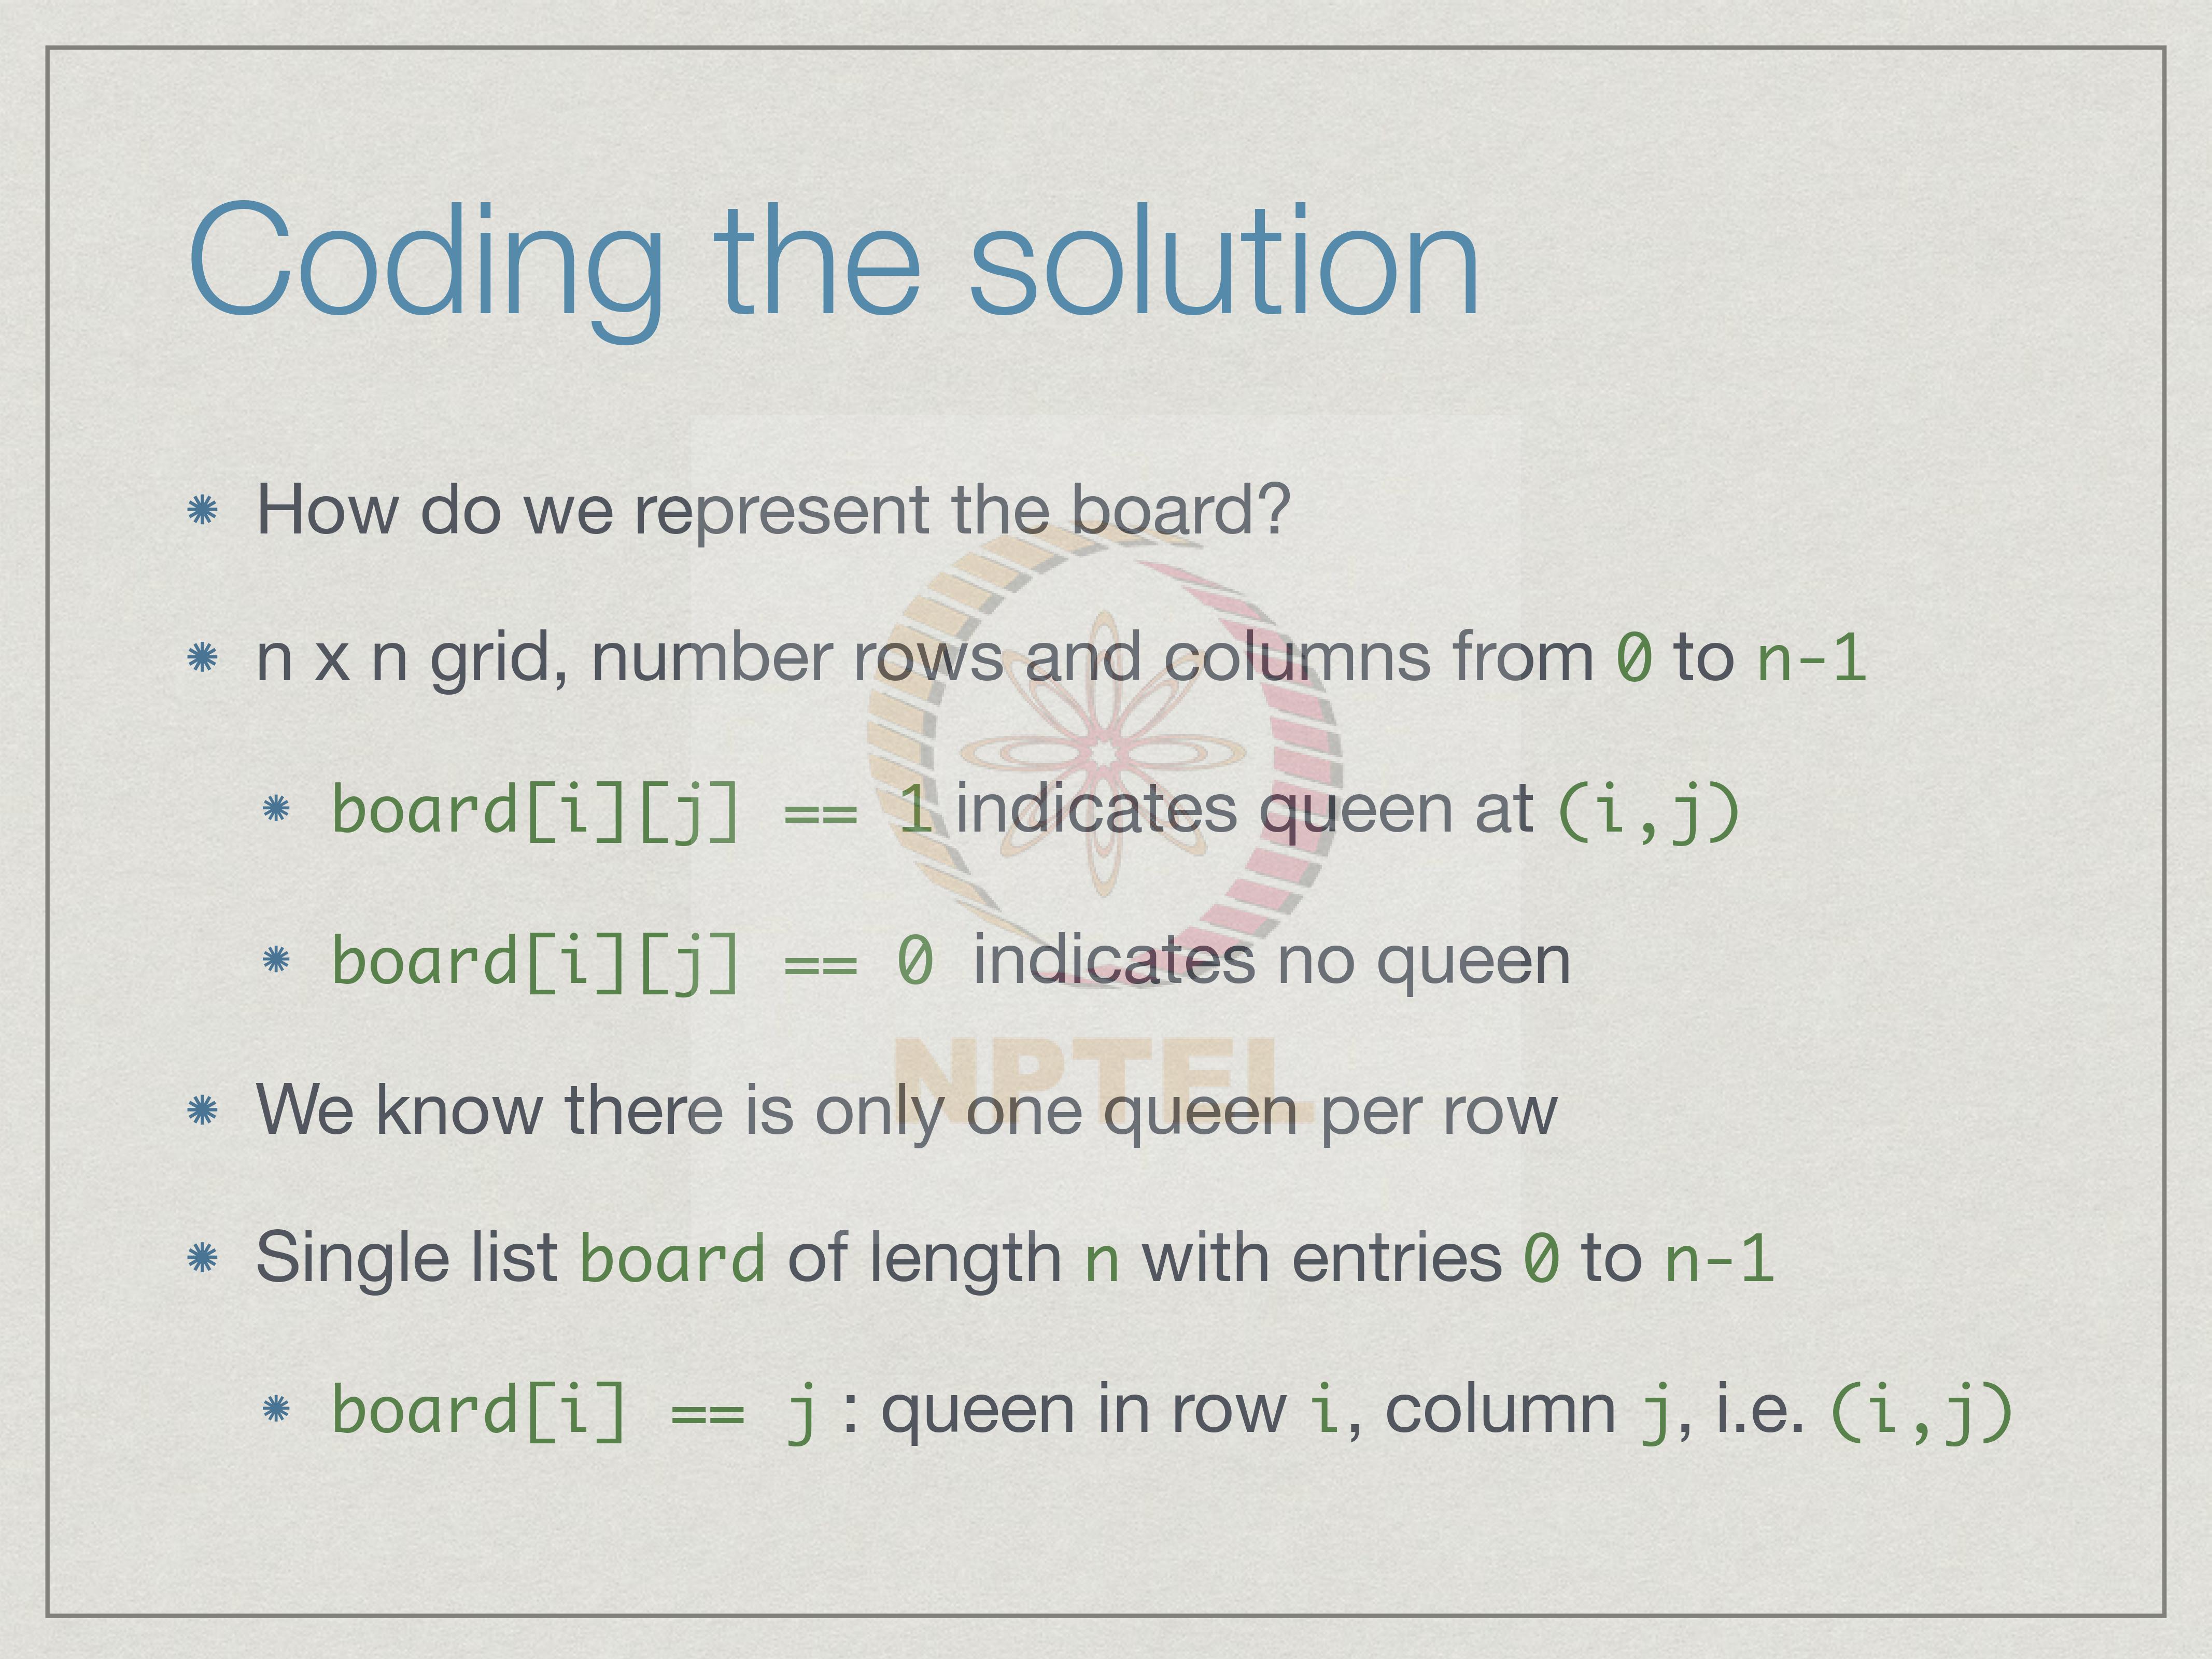 Coding the solution
How do we represent the board?
n x n grid, number rows and columns from 0 to n-1
board[i][j] == 1 indicates queen at (i,j)
board[i][j] == 0 indicates no queen
NPTEL
We know there is only one queen per row
Single list board of length n with entries 0 to n-1
board[i] == j : queen in row i, column j, i.e. (i,j)